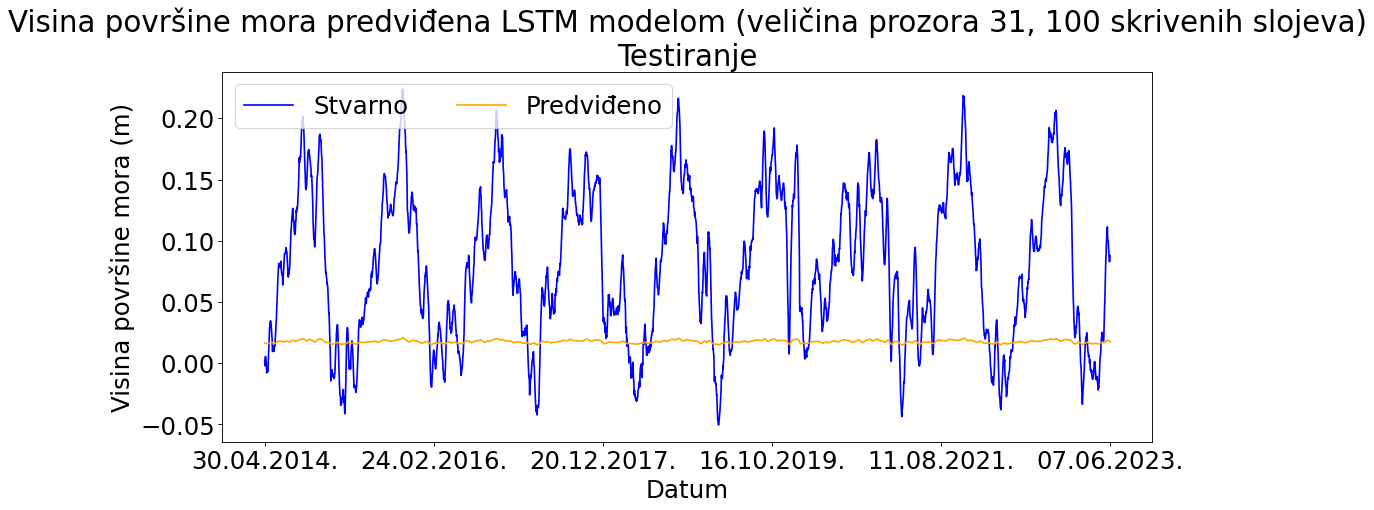 Visina površine mora predviđena LSTM modelom (veličina prozora 31, 100 skrivenih slojeva)
Testiranje
Stvarno Predviđeno
Visina površine mora (m)
0.20
0.15
0.10
0.05
0.00
−0.05
30.04.2014. 24.02.2016. 20.12.2017. 16.10.2019. 11.08.2021. 07.06.2023.
Datum